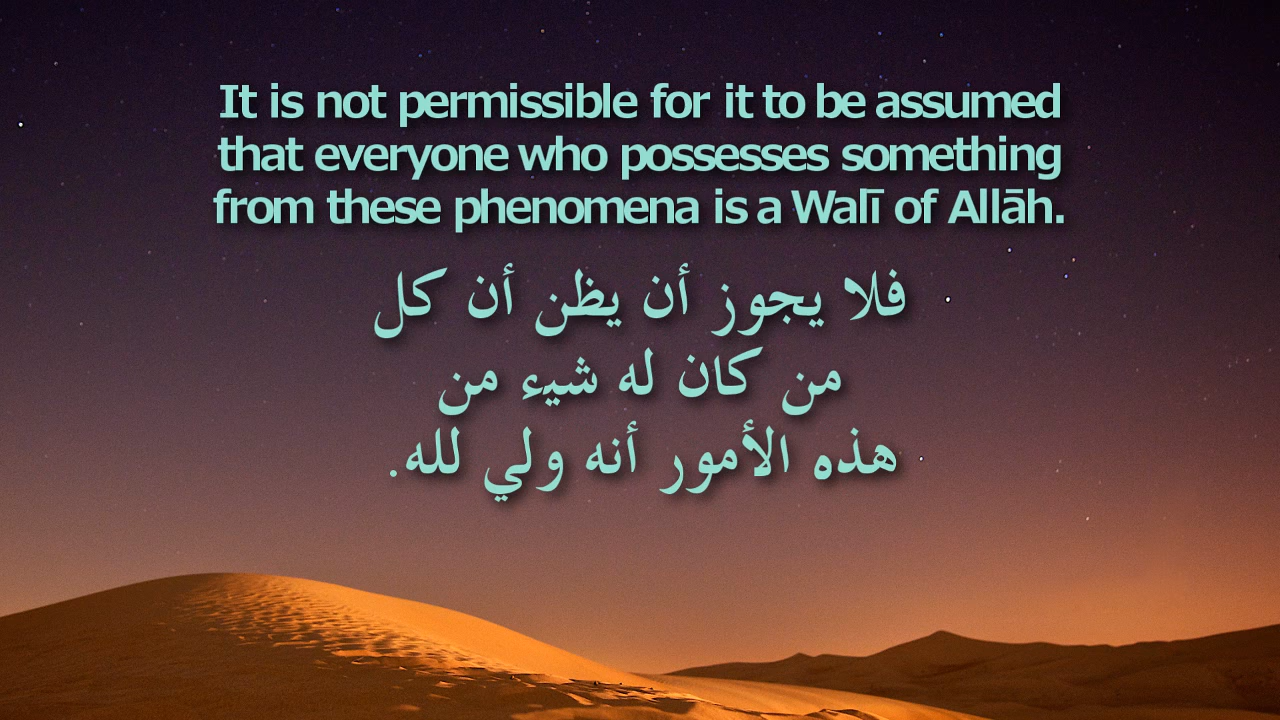 It is not permissible for it to be assumed
that everyone who possesses something
from these phenomena is a Walī of Allāh.
فلا يجوز أن يظن أن كل
من كان له شيء من
هذه الأمور أنه ولي لله.